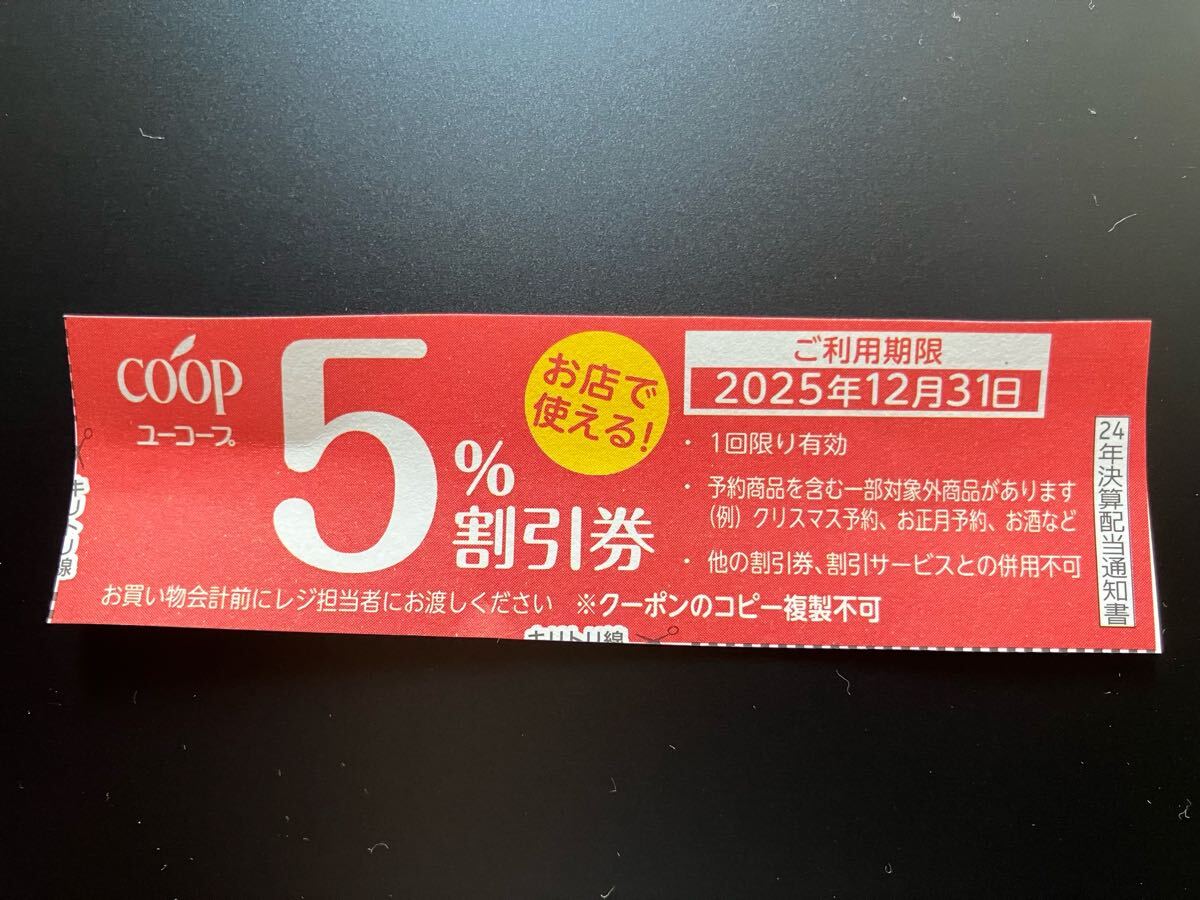 COOP
ユーコープ
5
%
割引券
お店で
使える!
ご利用期限
2025年12月31日
・ 1回限り有効
・ 予約商品を含む一部対象外商品があります
(例) クリスマス予約、お正月予約、お酒など
・ 他の割引券、割引サービスとの併用不可
お買い物会計前にレジ担当者にお渡しください ※クーポンのコピー複製不可
24年決算配当通知書
キリトリ線
キリトリ線